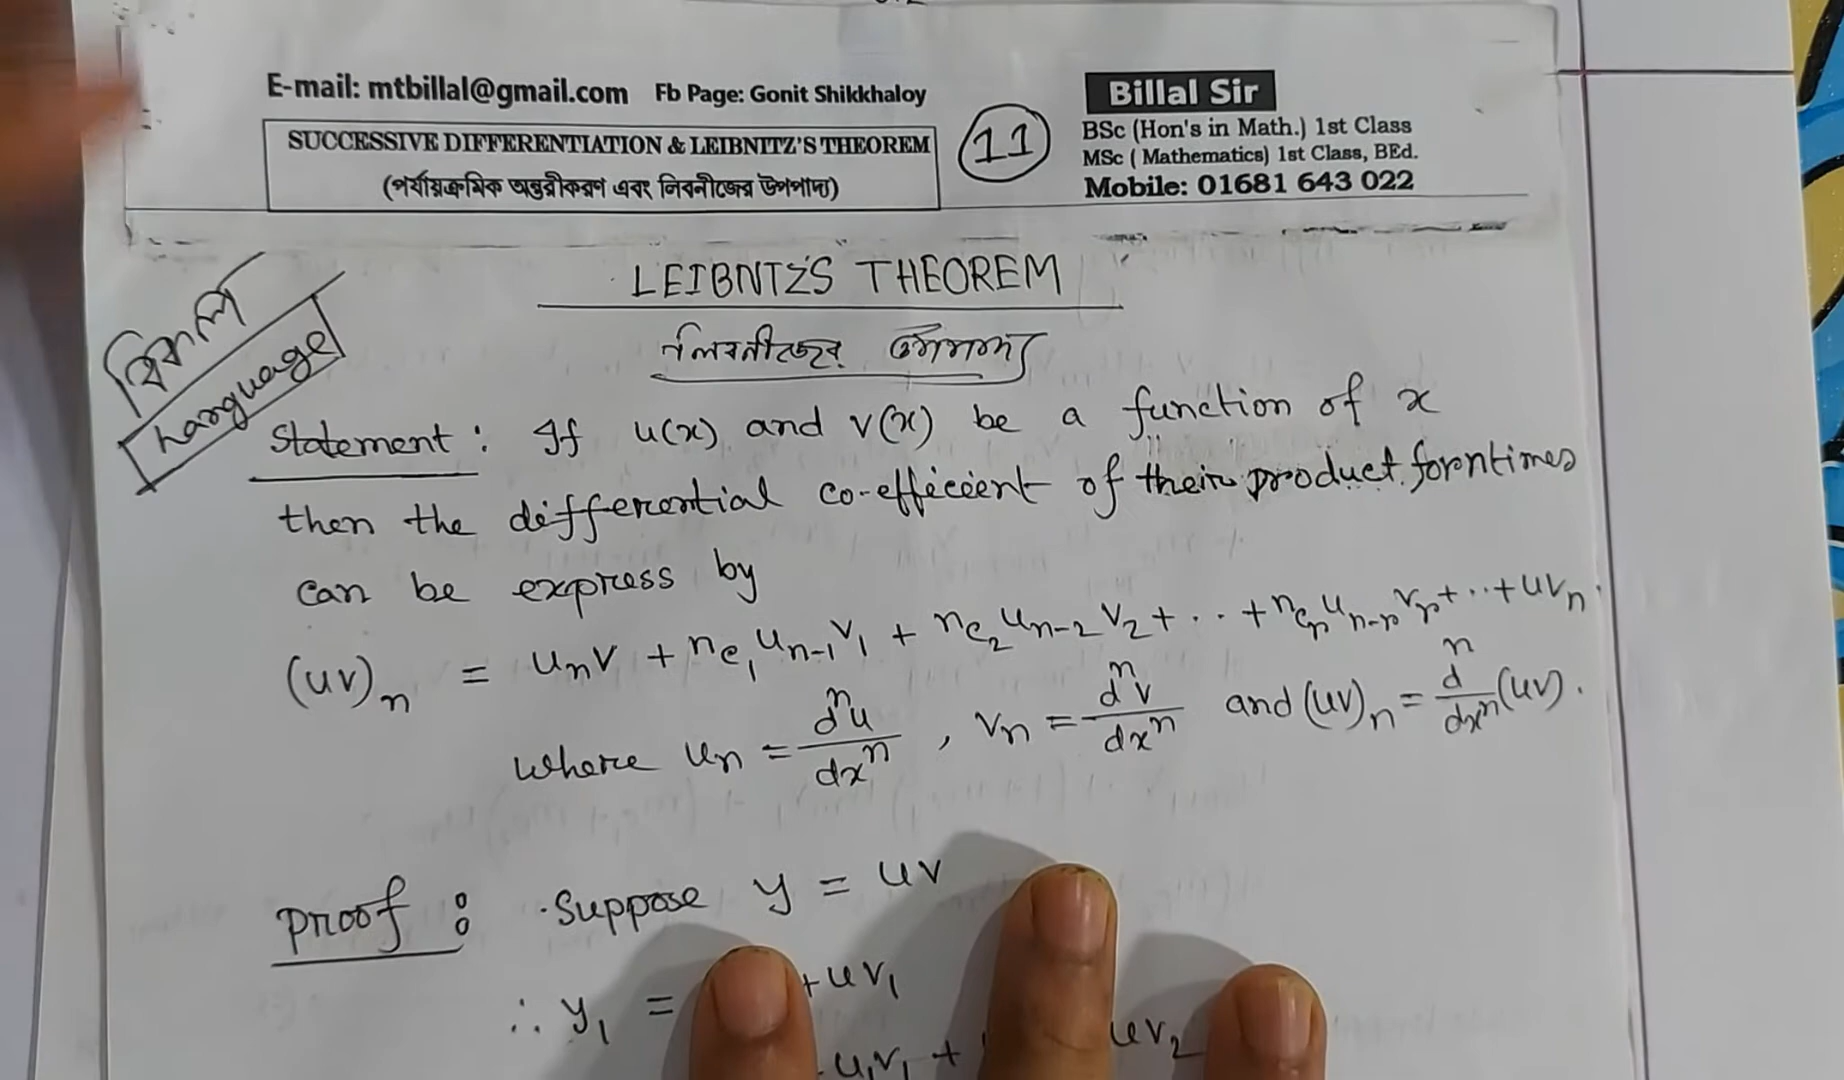 E-mail: mtbillal@gmail.com Fb Page: Gonit Shikkhaloy
SUCCESSIVE DIFFERENTIATION & LEIBNITZ'S THEOREM
(পর্যায়ক্রমিক অন্তরীকরণ এবং লিবনীজের উপপাদ্য)
11
Billal Sir
BSc (Hon's in Math.) 1st Class
MSc ( Mathematics) 1st Class, BEd.
Mobile: 01681 643 022
LEIBNTZ'S THEOREM
Language
Statement : If u(x) and v(x) be a function of x
then the differential co-efficient of their product for n times
can be express by
(uv)ₙ = uₙv + ⁿc₁uₙ₋₁v₁ + ⁿc₂uₙ₋₂v₂ + ... + ⁿcᵣuₙ₋ᵣvᵣ + ... + uvₙ.
where uₙ = dⁿu/dxⁿ , vₙ = dⁿv/dxⁿ and (uv)ₙ = dⁿ/dxⁿ(uv).
Proof : Suppose y = uv
∴ y₁ = + uv₁
u₁v₁ + uv₂